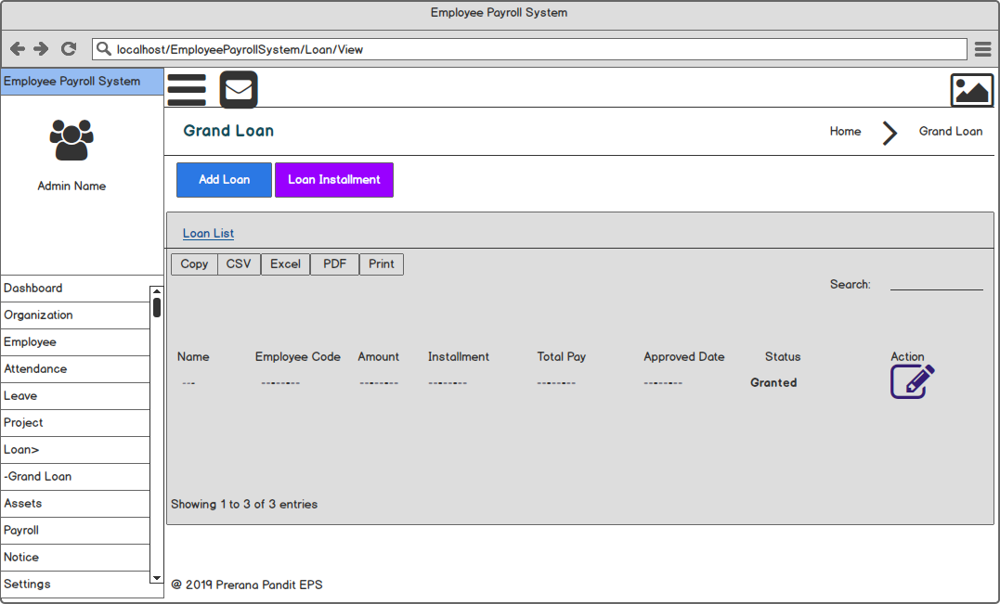 Employee Payroll System
localhost/EmployeePayrollSystem/Loan/View
Employee Payroll System
Admin Name
Dashboard
Organization
Employee
Attendance
Leave
Project
Loan>
-Grand Loan
Assets
Payroll
Notice
Settings
Grand Loan
Home Grand Loan
Add Loan Loan Installment
Loan List
Copy CSV Excel PDF Print
Search:
Name Employee Code Amount Installment Total Pay Approved Date Status Action
--- -------- -------- -------- -------- -------- Granted
Showing 1 to 3 of 3 entries
@ 2019 Prerana Pandit EPS